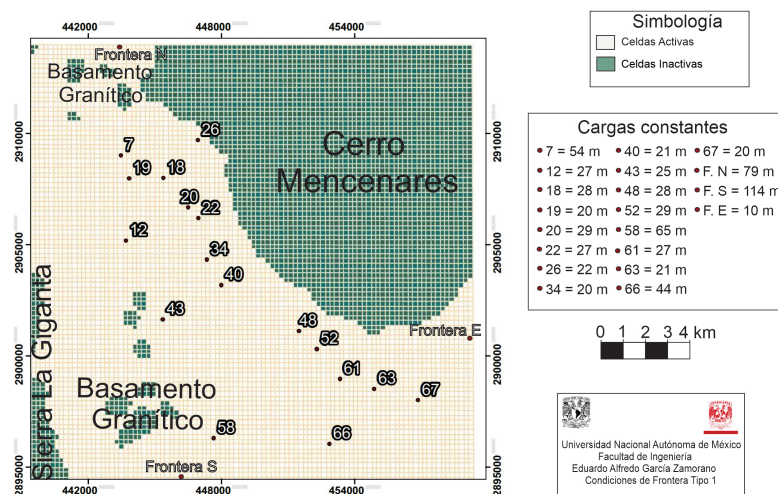 442000 448000 454000
Frontera N
Basamento
Granítico
2910000
2910000
26
7
Cerro
Mencenares
19 18
20
22
12
2905000
2905000
34
40
43
48
Frontera E
52
2900000
2900000
61
63
67
Basamento
Granítico
58
66
Sierra La Giganta
Frontera S
2895000
2895000
442000 448000 454000
Simbología
Celdas Activas
Celdas Inactivas
Cargas constantes
7 = 54 m 40 = 21 m 67 = 20 m
12 = 27 m 43 = 25 m F. N = 79 m
18 = 28 m 48 = 28 m F. S = 114 m
19 = 20 m 52 = 29 m F. E = 10 m
20 = 29 m 58 = 65 m
22 = 27 m 61 = 27 m
26 = 22 m 63 = 21 m
34 = 20 m 66 = 44 m
0 1 2 3 4 km
Universidad Nacional Autónoma de México
Facultad de Ingeniería
Eduardo Alfredo García Zamorano
Condiciones de Frontera Tipo 1